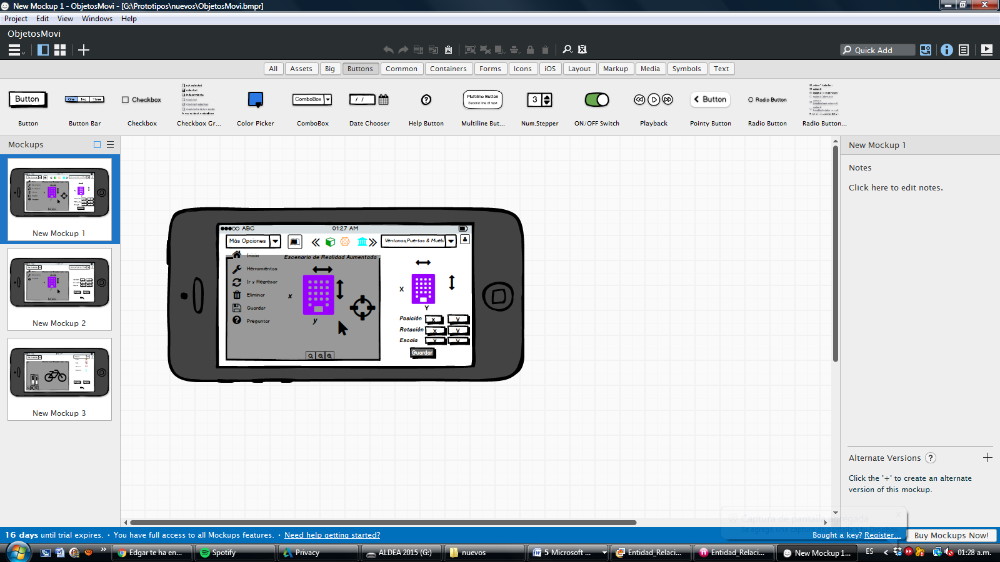 New Mockup 1 - ObjetosMovi - [G:\Prototipos\nuevos\ObjetosMovi.bmpr]
Project Edit View Windows Help
ObjetosMovi
Quick Add
All Assets Big Buttons Common Containers Forms Icons iOS Layout Markup Media Symbols Text
Button One Two Three Checkbox ComboBox / / ? Multiline Button Second line of text 3 Button Radio Button
Button Button Bar Checkbox Checkbox Gr... Color Picker ComboBox Date Chooser Help Button Multiline But... Num.Stepper ON/OFF Switch Playback Pointy Button Radio Button Radio Button...
Mockups
New Mockup 1
New Mockup 2
New Mockup 3
ABC 01:27 AM
Más Opciones
Ventanas,Puertas & Mueb
Inicio
Escenario de Realidad Aumentada
Herramientas
Ir y Regresar
Eliminar
Guardar
Preguntar
x
y
X
Y
Posición X Y
Rotación X Y
Escala X Y
Guardar
New Mockup 1
Notes
Click here to edit notes.
Alternate Versions ?
Click the '+' to create an alternate
version of this mockup.
Captura de pantalla agregada
16 days until trial expires. · You have full access to all Mockups features. · Need help getting started?
Bought a key? Register...
Buy Mockups Now!
Edgar te ha en... Spotify Privacy ALDEA 2015 (G:) nuevos 5 Microsoft ... Entidad_Relaci... Entidad_Relaci... New Mockup 1... ES 01:28 a.m.